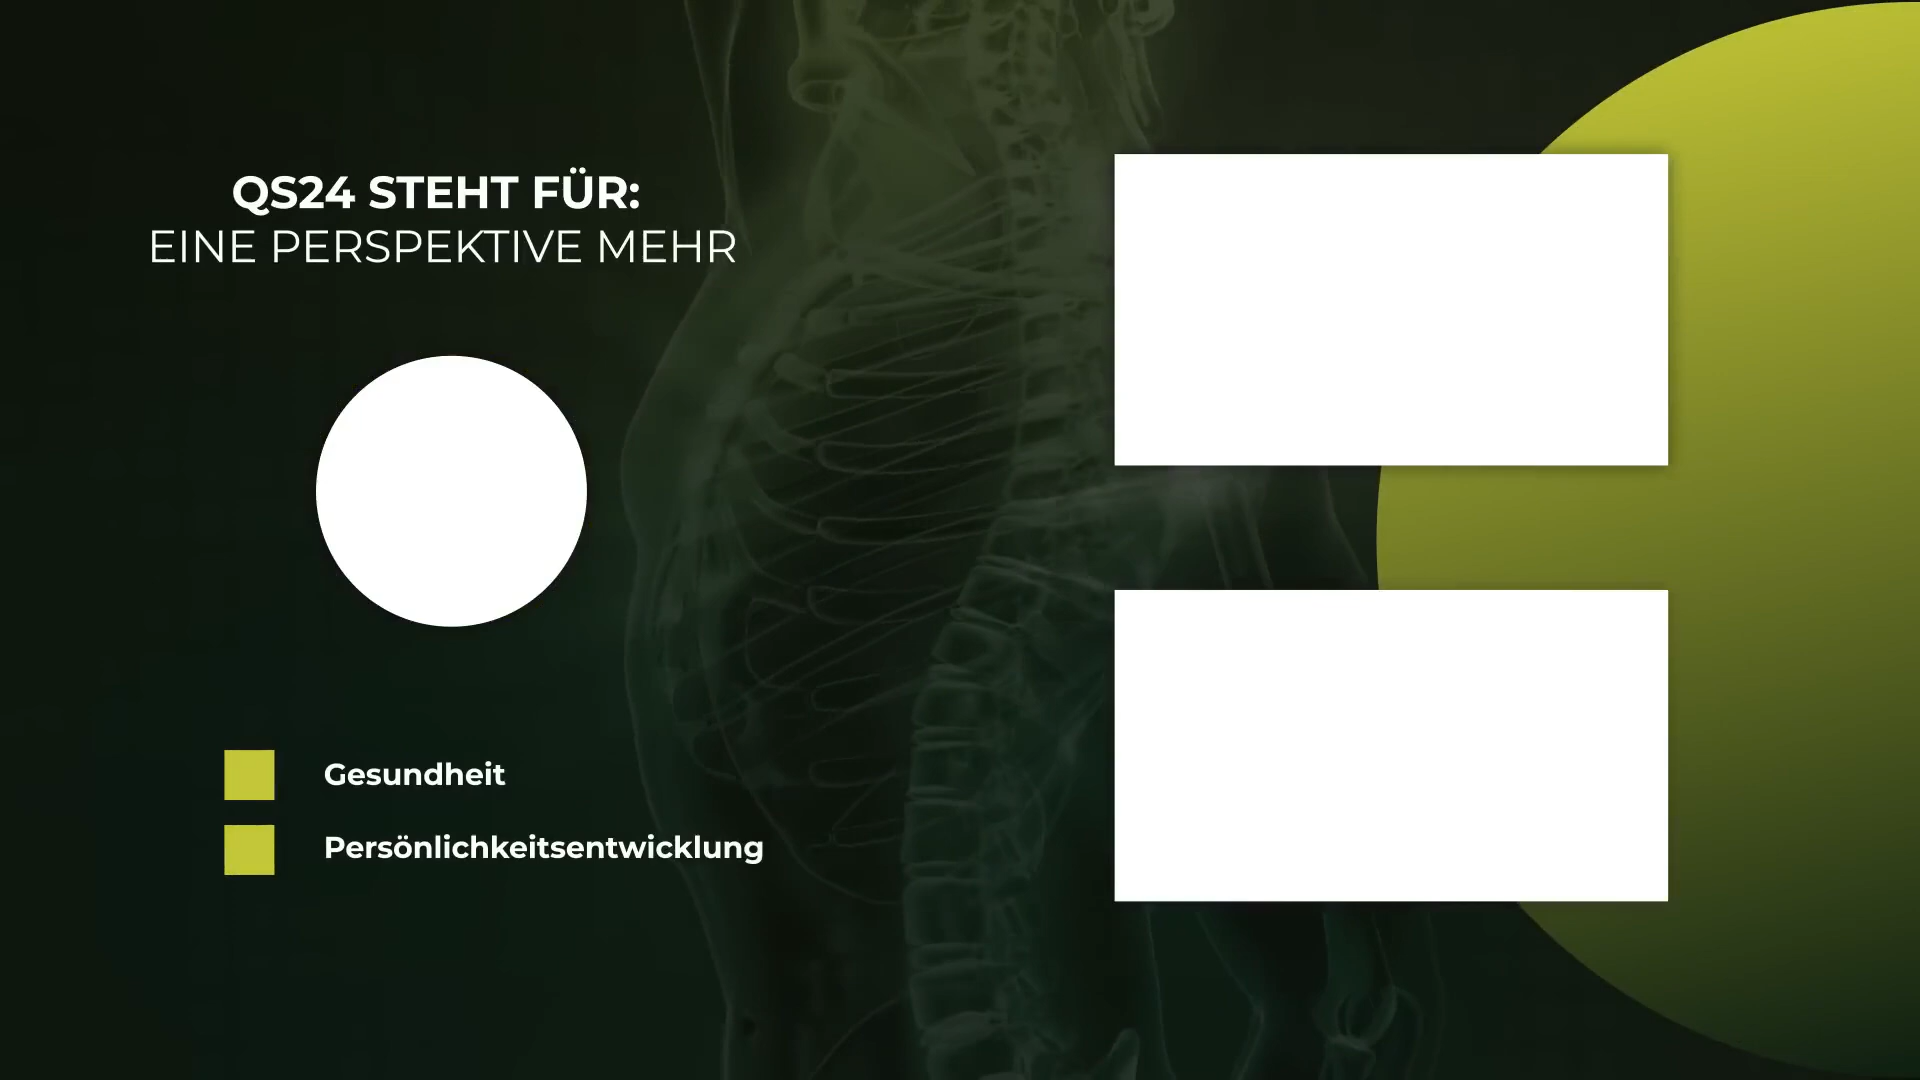 QS24 STEHT FÜR:
EINE PERSPEKTIVE MEHR
Gesundheit
Persönlichkeitsentwicklung